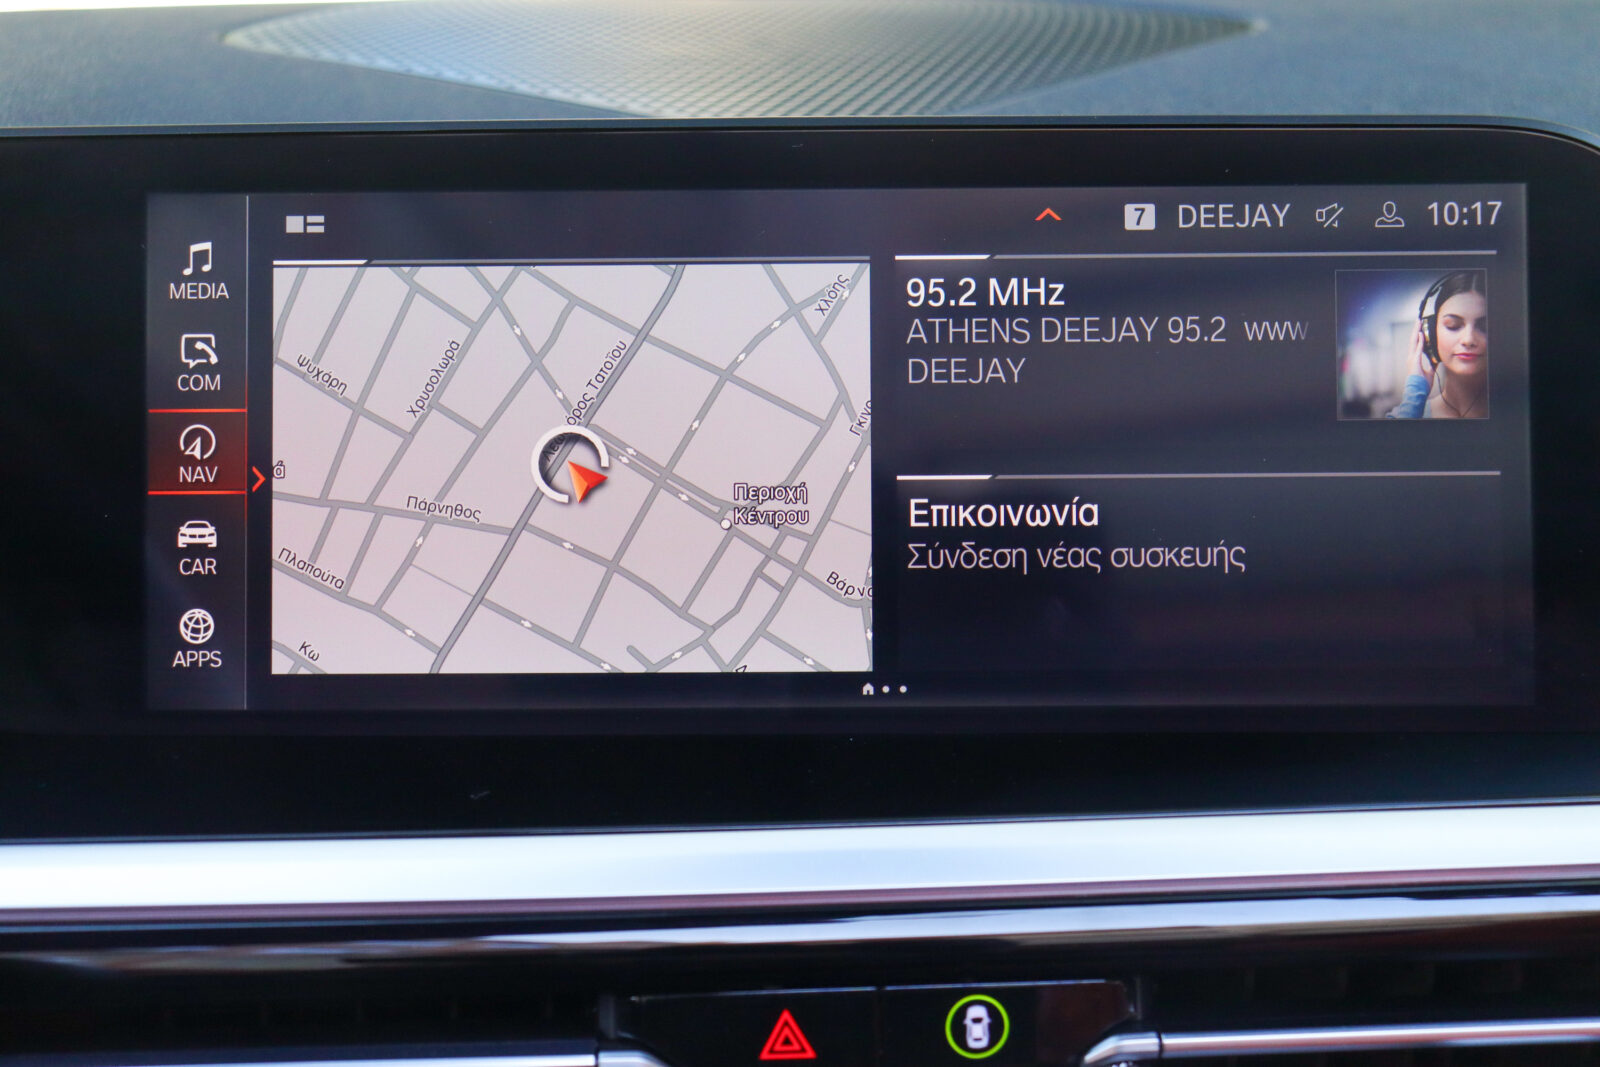 7 DEEJAY 10:17
MEDIA
COM
NAV
CAR
APPS
Χλόης
Ψυχάρη
Χρυσολωρά
Τατοΐου
Πάρνηθος
Περιοχή
Κέντρου
Πλαπούτα
Κω
95.2 MHz
ATHENS DEEJAY 95.2 www
DEEJAY
Επικοινωνία
Σύνδεση νέας συσκευής